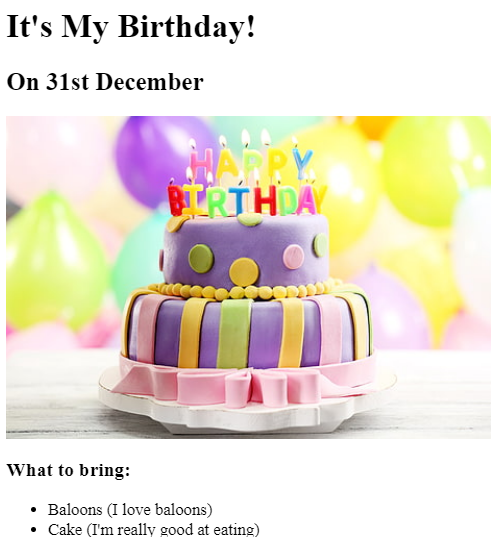 It's My Birthday!
On 31st December
HAPPY
BIRTHDAY
What to bring:
Baloons (I love baloons)
Cake (I'm really good at eating)